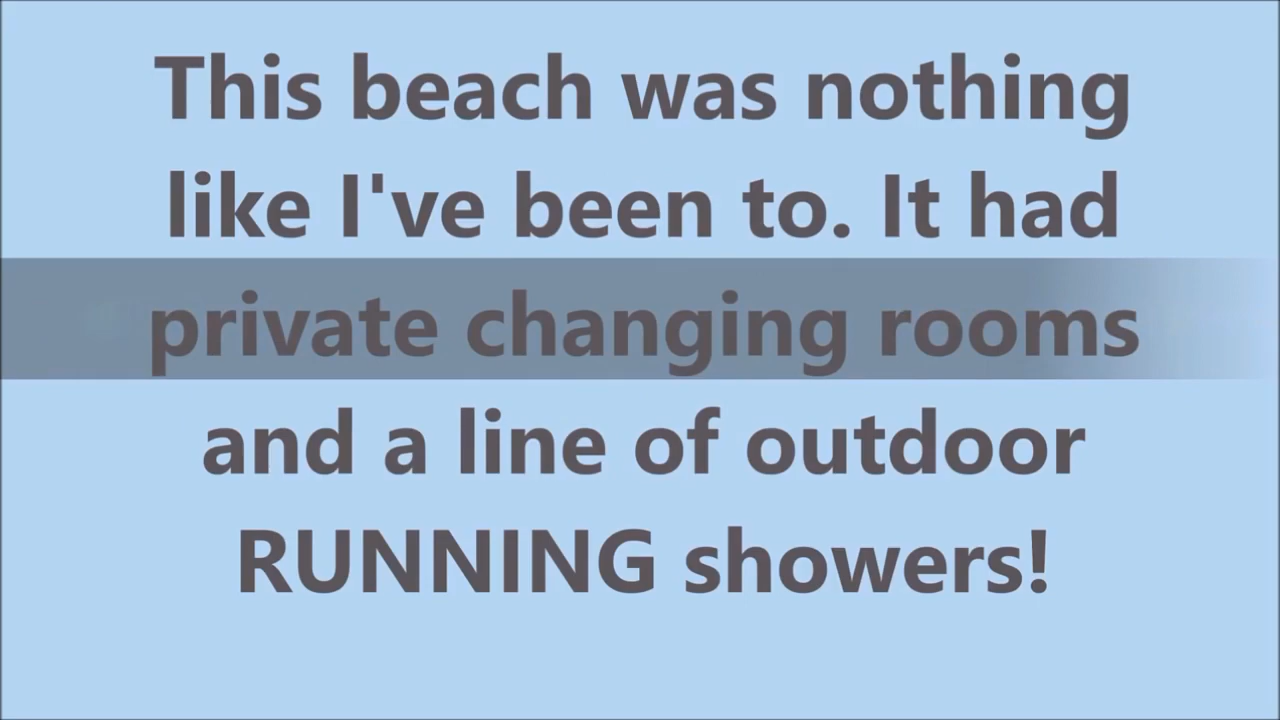 This beach was nothing
like I've been to. It had
private changing rooms
and a line of outdoor
RUNNING showers!